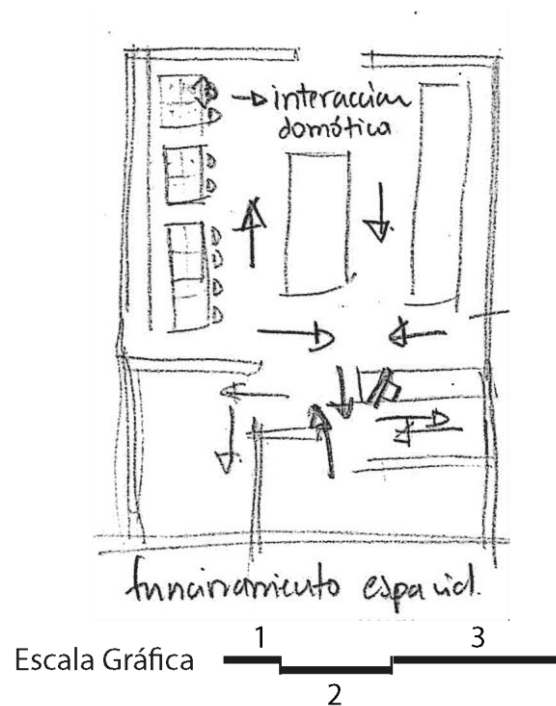 → interaccion
domótica
funcionamiento espacial.
1 3
Escala Gráfica
2